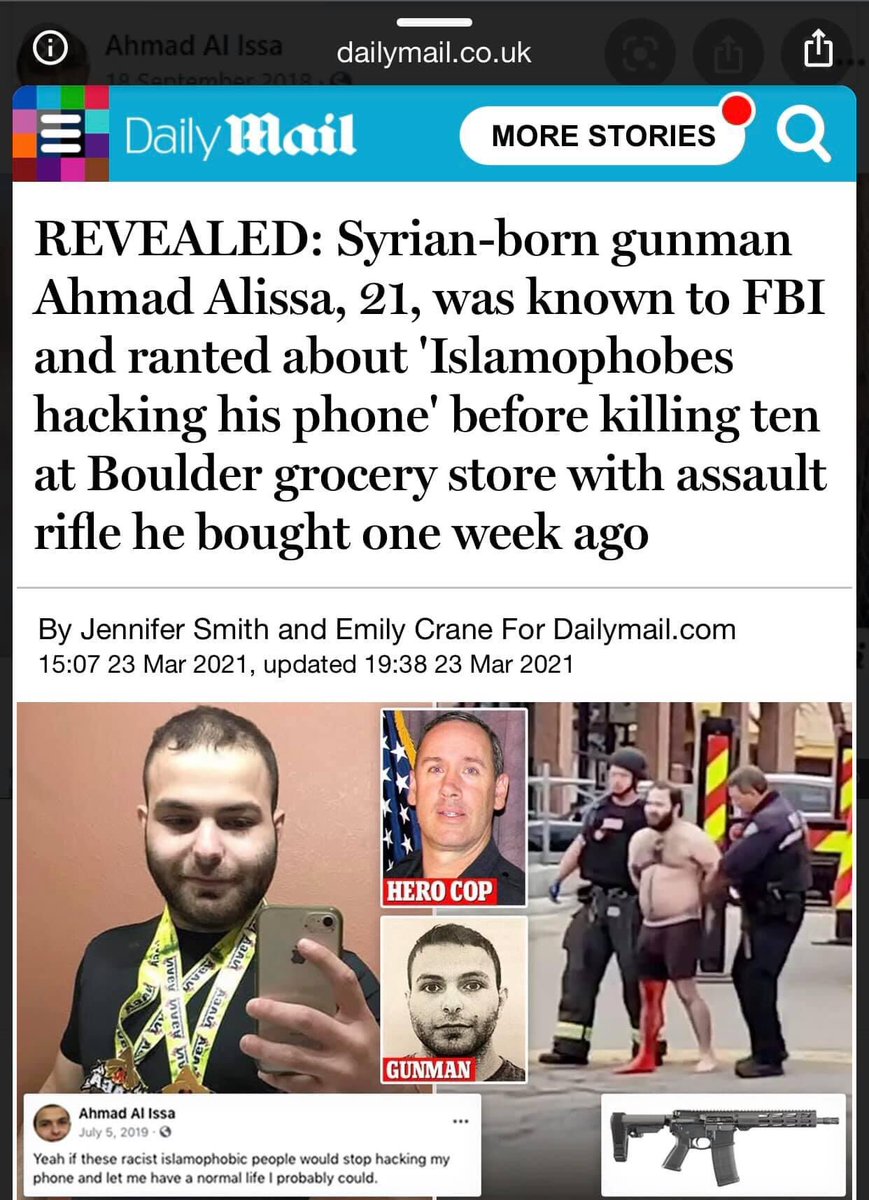 Ahmad Al Issa
18 September 2018
dailymail.co.uk
Daily Mail
MORE STORIES
REVEALED: Syrian-born gunman
Ahmad Alissa, 21, was known to FBI
and ranted about 'Islamophobes
hacking his phone' before killing ten
at Boulder grocery store with assault
rifle he bought one week ago
By Jennifer Smith and Emily Crane For Dailymail.com
15:07 23 Mar 2021, updated 19:38 23 Mar 2021
HERO COP
GUNMAN
Ahmad Al Issa
July 5, 2019
Yeah if these racist islamophobic people would stop hacking my
phone and let me have a normal life I probably could.